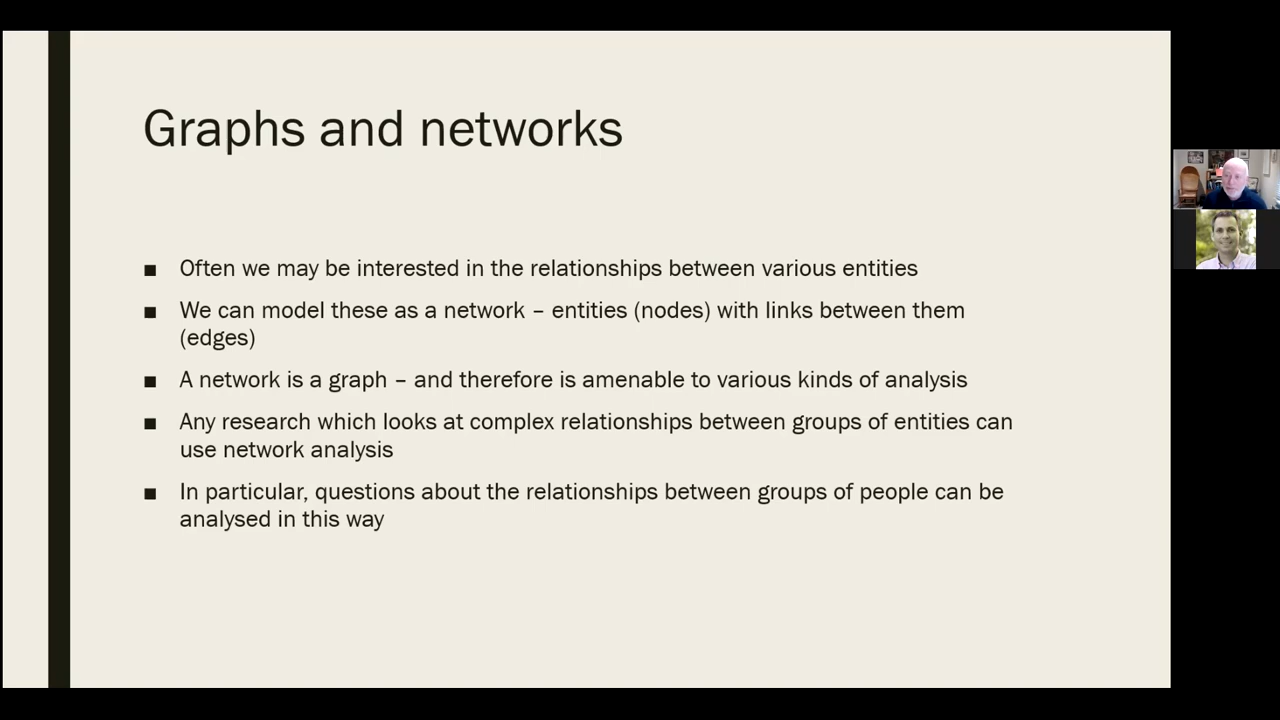 Graphs and networks
■ Often we may be interested in the relationships between various entities
■ We can model these as a network – entities (nodes) with links between them
(edges)
■ A network is a graph – and therefore is amenable to various kinds of analysis
■ Any research which looks at complex relationships between groups of entities can
use network analysis
■ In particular, questions about the relationships between groups of people can be
analysed in this way